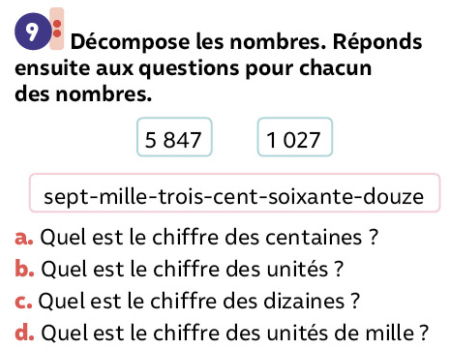 9 Décompose les nombres. Réponds
ensuite aux questions pour chacun
des nombres.
5 847 1 027
sept-mille-trois-cent-soixante-douze
a. Quel est le chiffre des centaines ?
b. Quel est le chiffre des unités ?
c. Quel est le chiffre des dizaines ?
d. Quel est le chiffre des unités de mille ?